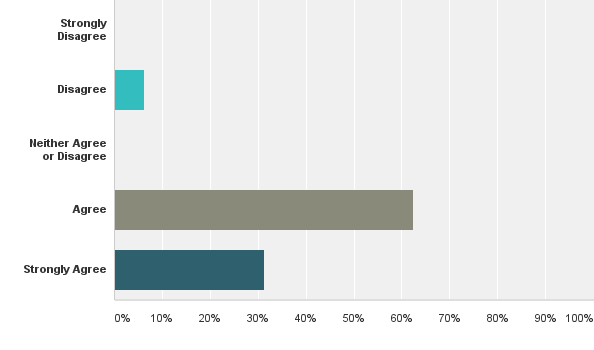 Strongly
Disagree
Disagree
Neither Agree
or Disagree
Agree
Strongly Agree
0% 10% 20% 30% 40% 50% 60% 70% 80% 90% 100%